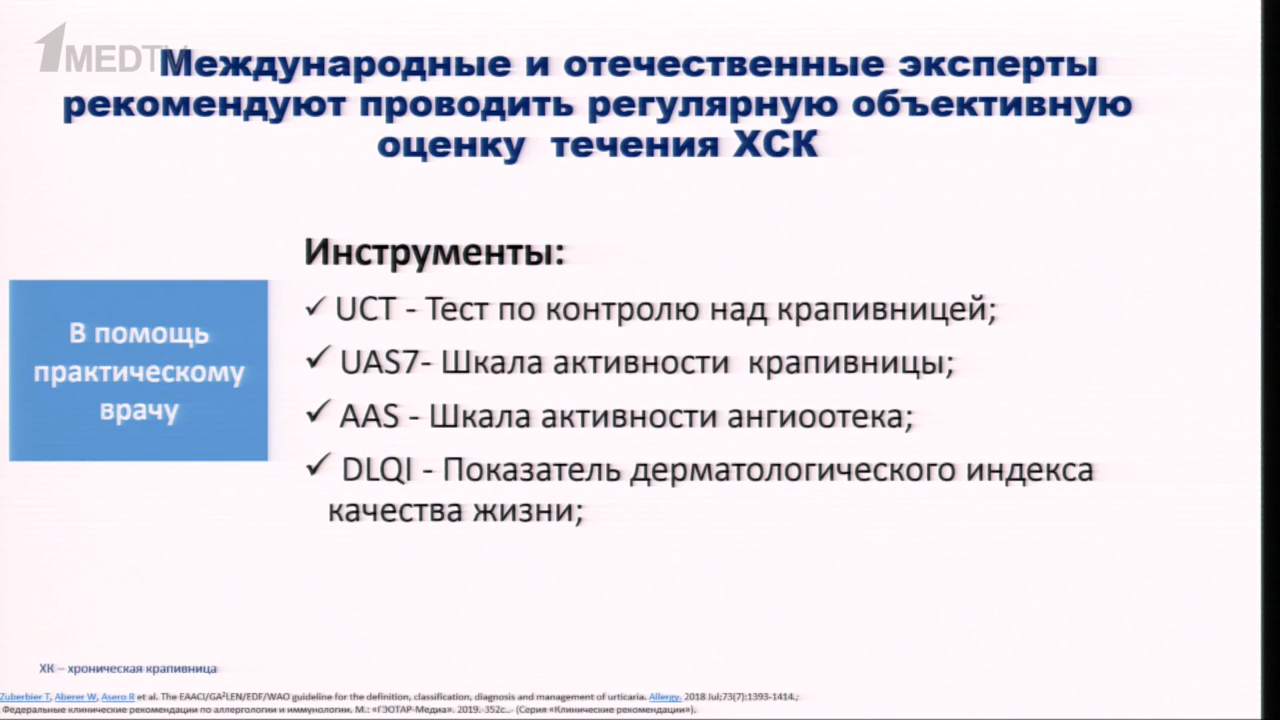 1MEDTV
Международные и отечественные эксперты
рекомендуют проводить регулярную объективную
оценку течения ХСК
Инструменты:
✓ UCT - Тест по контролю над крапивницей;
✓ UAS7- Шкала активности крапивницы;
✓ AAS - Шкала активности ангиоотека;
✓ DLQI - Показатель дерматологического индекса
качества жизни;
В помощь
практическому
врачу
ХК – хроническая крапивница
Zuberbier T, Aberer W, Asero R et al. The EAACI/GA²LEN/EDF/WAO guideline for the definition, classification, diagnosis and management of urticaria. Allergy. 2018 Jul;73(7):1393-1414.;
Федеральные клинические рекомендации по аллергологии и иммунологии. М.: «ГЭОТАР-Медиа». 2019.-352с.. - (Серия «Клинические рекомендации»).